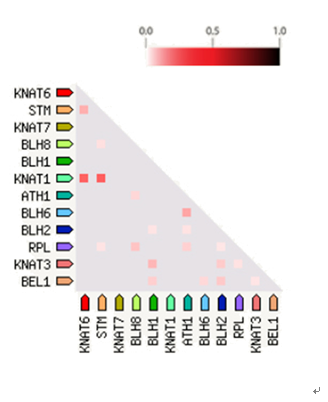 0.0 0.5 1.0
KNAT6
STM
KNAT7
BLH8
BLH1
KNAT1
ATH1
BLH6
BLH2
RPL
KNAT3
BEL1
KNAT6
STM
KNAT7
BLH8
BLH1
KNAT1
ATH1
BLH6
BLH2
RPL
KNAT3
BEL1